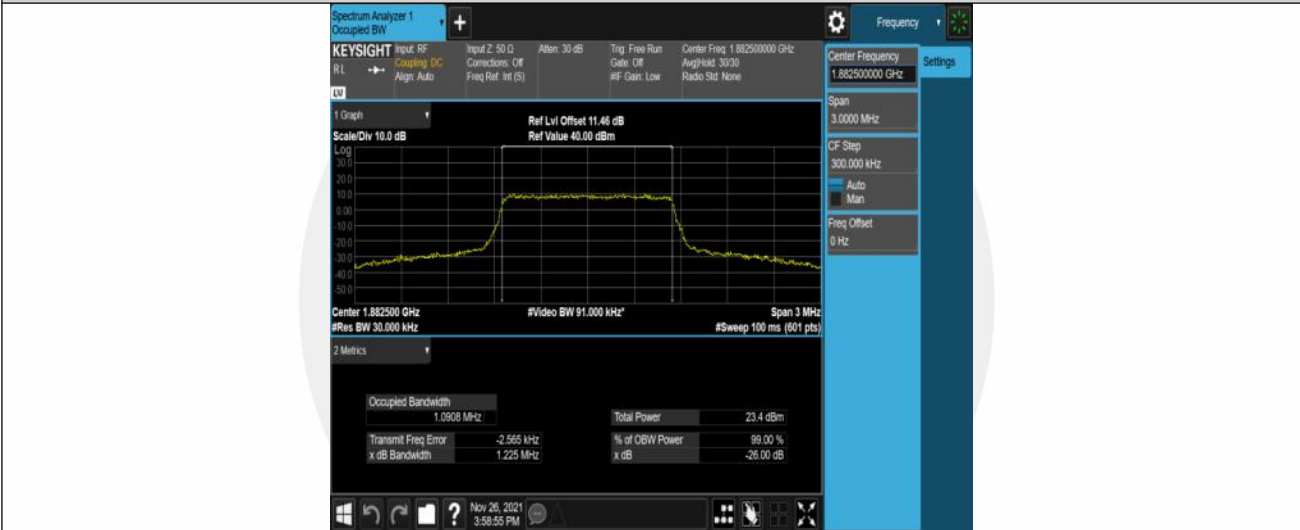 Spectrum Analyzer 1
Occupied BW
Frequency
KEYSIGHT
RL
Input: RF
Coupling: DC
Align: Auto
Input Z: 50 Ω
Corrections: Off
Freq Ref: Int (S)
Atten: 30 dB
Trig: Free Run
Gate: Off
#IF Gain: Low
Center Freq: 1.882500000 GHz
Avg|Hold: 30/30
Radio Std: None
1 Graph
Scale/Div 10.0 dB
Ref Lvl Offset 11.46 dB
Ref Value 40.00 dBm
Log
30.0
20.0
10.0
0.00
-10.0
-20.0
-30.0
-40.0
-50.0
Center 1.882500 GHz
#Video BW 91.000 kHz*
Span 3 MHz
#Res BW 30.000 kHz
#Sweep 100 ms (601 pts)
2 Metrics
Occupied Bandwidth
1.0908 MHz
Total Power 23.4 dBm
Transmit Freq Error -2.565 kHz
% of OBW Power 99.00 %
x dB Bandwidth 1.225 MHz
x dB -26.00 dB
Nov 26, 2021
3:58:55 PM
Center Frequency
1.882500000 GHz
Settings
Span
3.0000 MHz
CF Step
300.000 kHz
Auto
Man
Freq Offset
0 Hz